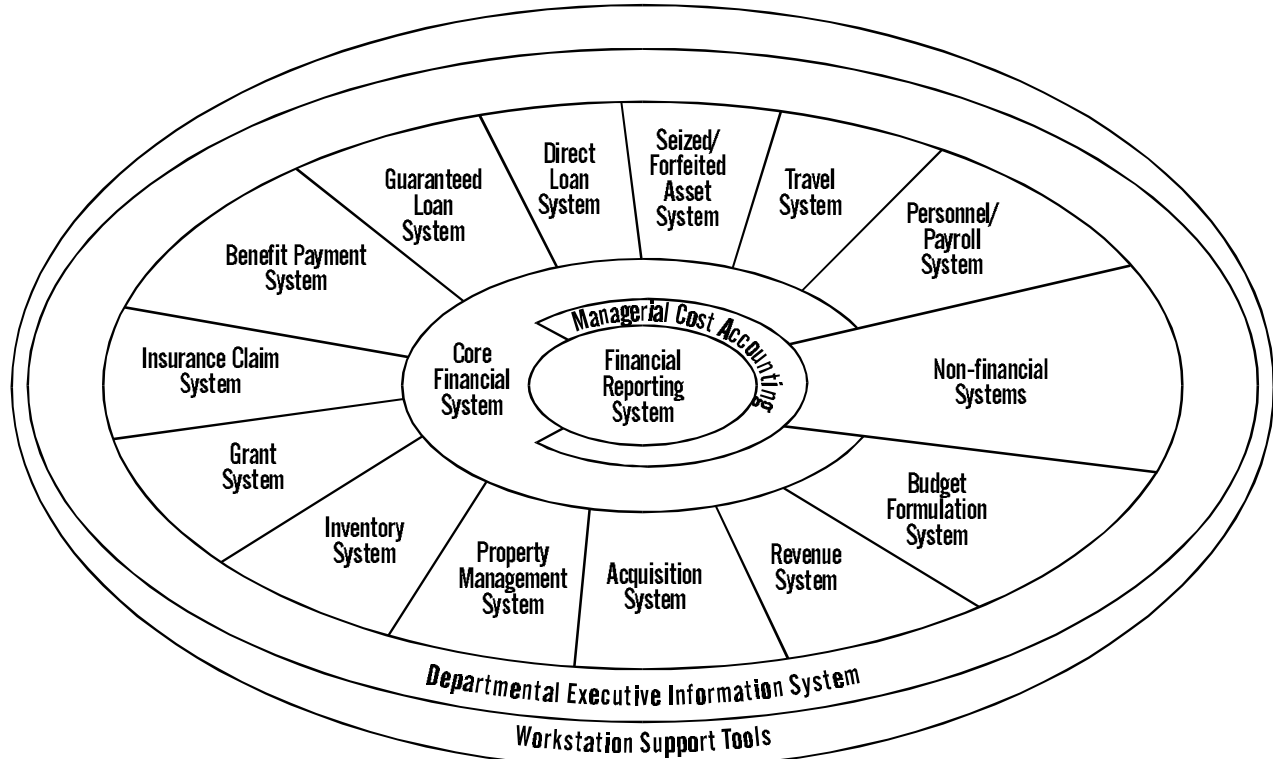 Seized/
Forfeited
Asset
System
Direct
Loan
System
Guaranteed
Loan
System
Travel
System
Personnel/
Payroll
System
Benefit Payment
System
Managerial Cost Accounting
Insurance Claim
System
Core
Financial
System
Financial
Reporting
System
Non-financial
Systems
Grant
System
Budget
Formulation
System
Inventory
System
Property
Management
System
Acquisition
System
Revenue
System
Departmental Executive Information System
Workstation Support Tools